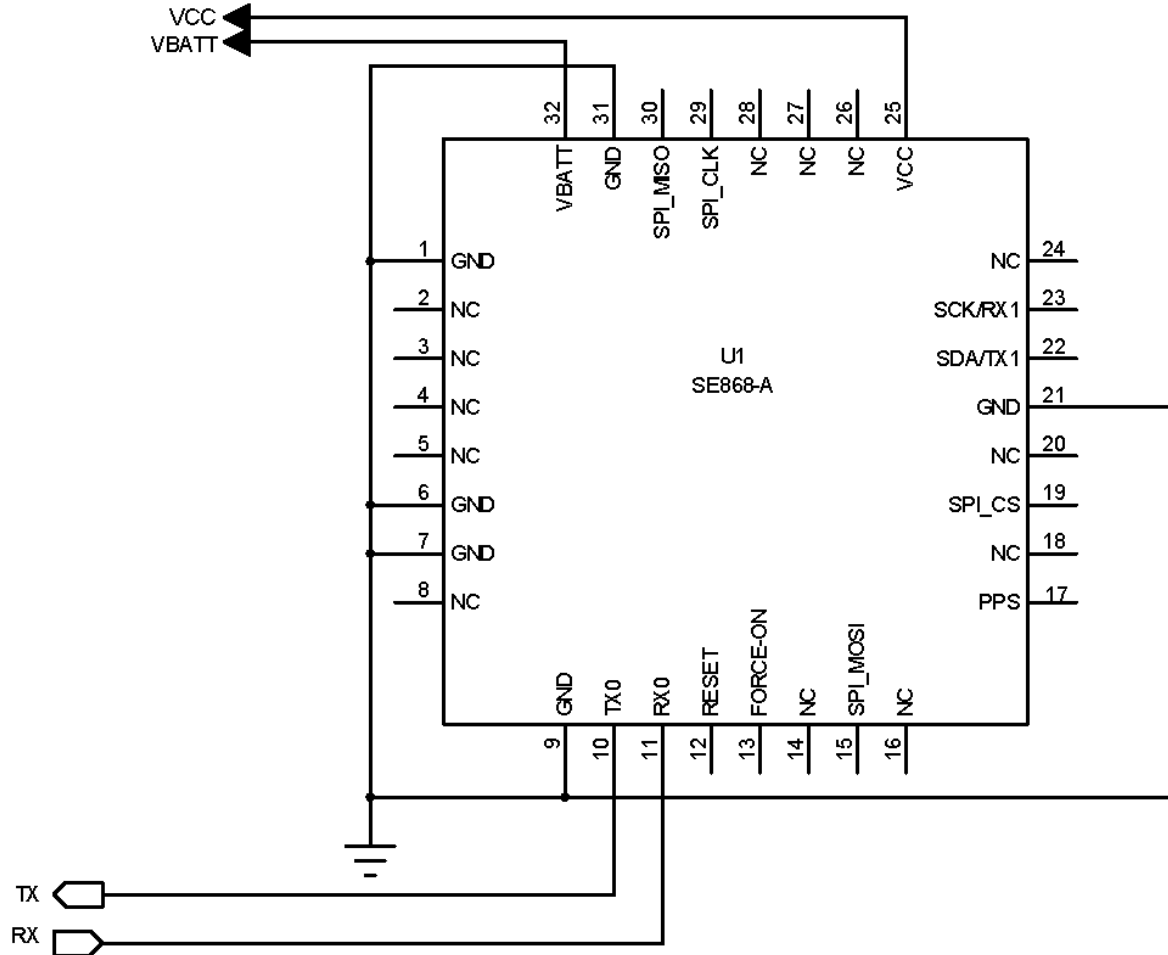 VCC
VBATT
32 31 30 29 28 27 26 25
VBATT GND SPI_MISO SPI_CLK NC NC NC VCC
1 GND
2 NC
3 NC
4 NC
5 NC
6 GND
7 GND
8 NC
U1
SE868-A
NC 24
SCK/RX1 23
SDA/TX1 22
GND 21
NC 20
SPI_CS 19
NC 18
PPS 17
GND TX0 RX0 RESET FORCE-ON NC SPI_MOSI NC
9 10 11 12 13 14 15 16
TX
RX